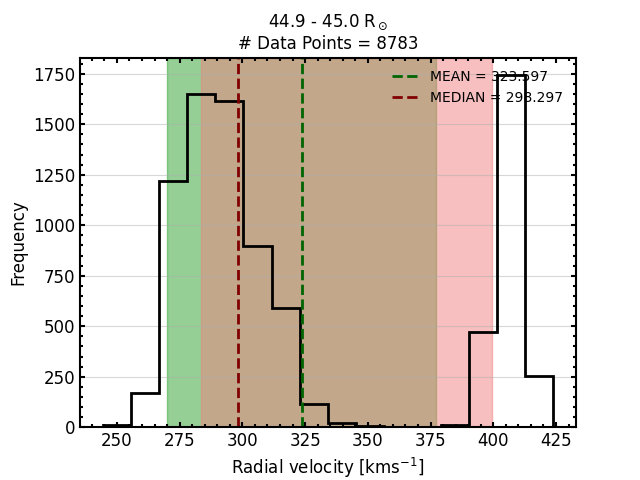 44.9 - 45.0 R⊙
# Data Points = 8783
MEAN = 323.597
MEDIAN = 298.297
Frequency
1750
1500
1250
1000
750
500
250
0
250 275 300 325 350 375 400 425
Radial velocity [kms⁻¹]